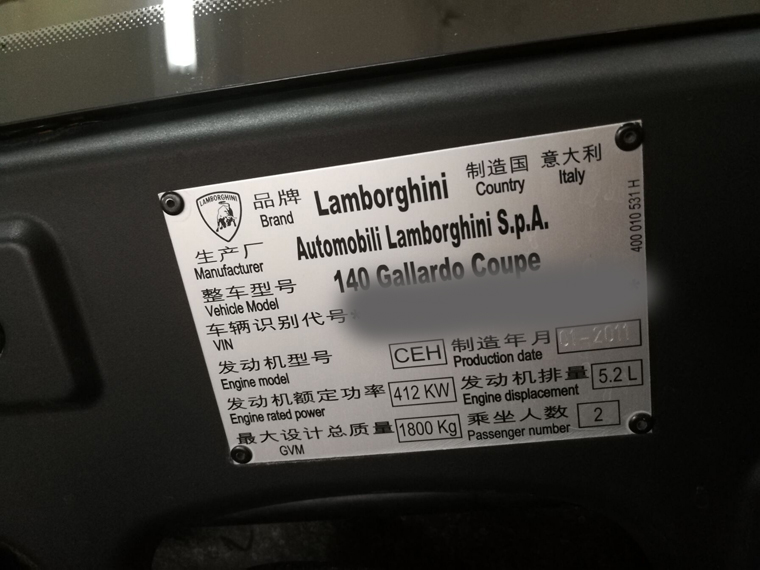 LAMBORGHINI
品牌 Lamborghini 制造国 意大利
Brand Country Italy
生产厂 Automobili Lamborghini S.p.A.
Manufacturer
整车型号 140 Gallardo Coupe
Vehicle Model
车辆识别代号
VIN
发动机型号 CEH 制造年月 01-2011
Engine model Production date
发动机额定功率 412 KW 发动机排量 5.2 L
Engine rated power Engine displacement
最大设计总质量 1800 Kg 乘坐人数 2
GVM Passenger number
400 010 531 H